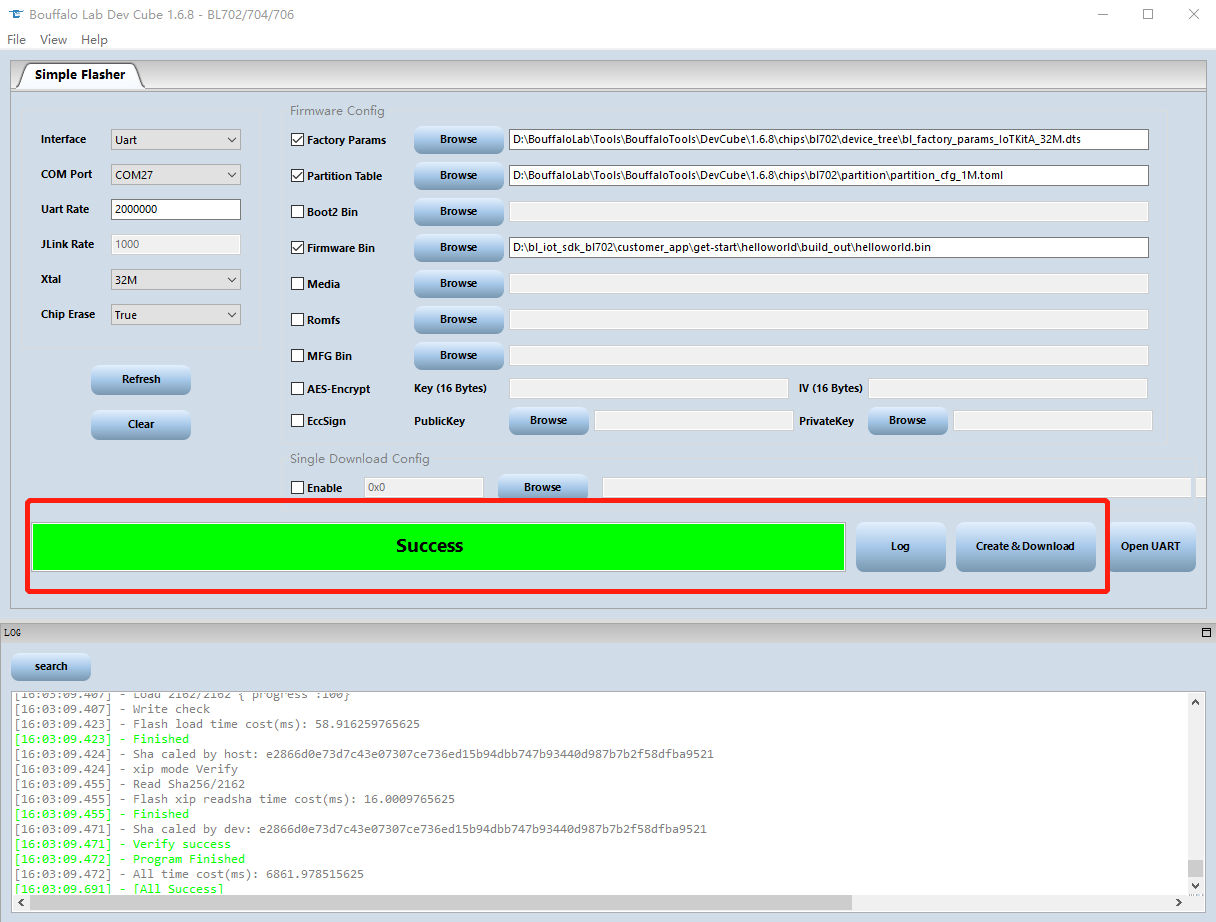 Bouffalo Lab Dev Cube 1.6.8 - BL702/704/706
File View Help
Simple Flasher
Firmware Config
Interface Uart
COM Port COM27
Uart Rate 2000000
JLink Rate 1000
Xtal 32M
Chip Erase True
Refresh
Clear
Factory Params Browse D:\BouffaloLab\Tools\BouffaloTools\DevCube\1.6.8\chips\bl702\device_tree\bl_factory_params_IoTKitA_32M.dts
Partition Table Browse D:\BouffaloLab\Tools\BouffaloTools\DevCube\1.6.8\chips\bl702\partition\partition_cfg_1M.toml
Boot2 Bin Browse
Firmware Bin Browse D:\bl_iot_sdk_bl702\customer_app\get-start\helloworld\build_out\helloworld.bin
Media Browse
Romfs Browse
MFG Bin Browse
AES-Encrypt Key (16 Bytes) IV (16 Bytes)
EccSign PublicKey Browse PrivateKey Browse
Single Download Config
Enable 0x0 Browse
Success Log Create & Download Open UART
LOG
search
[16:03:09.407] - Load 2162/2162 {"progress":100}
[16:03:09.407] - Write check
[16:03:09.423] - Flash load time cost(ms): 58.916259765625
[16:03:09.423] - Finished
[16:03:09.424] - Sha caled by host: e2866d0e73d7c43e07307ce736ed15b94dbb747b93440d987b7b2f58dfba9521
[16:03:09.424] - xip mode Verify
[16:03:09.455] - Read Sha256/2162
[16:03:09.455] - Flash xip readsha time cost(ms): 16.0009765625
[16:03:09.455] - Finished
[16:03:09.471] - Sha caled by dev: e2866d0e73d7c43e07307ce736ed15b94dbb747b93440d987b7b2f58dfba9521
[16:03:09.471] - Verify success
[16:03:09.472] - Program Finished
[16:03:09.472] - All time cost(ms): 6861.978515625
[16:03:09.691] - [All Success]